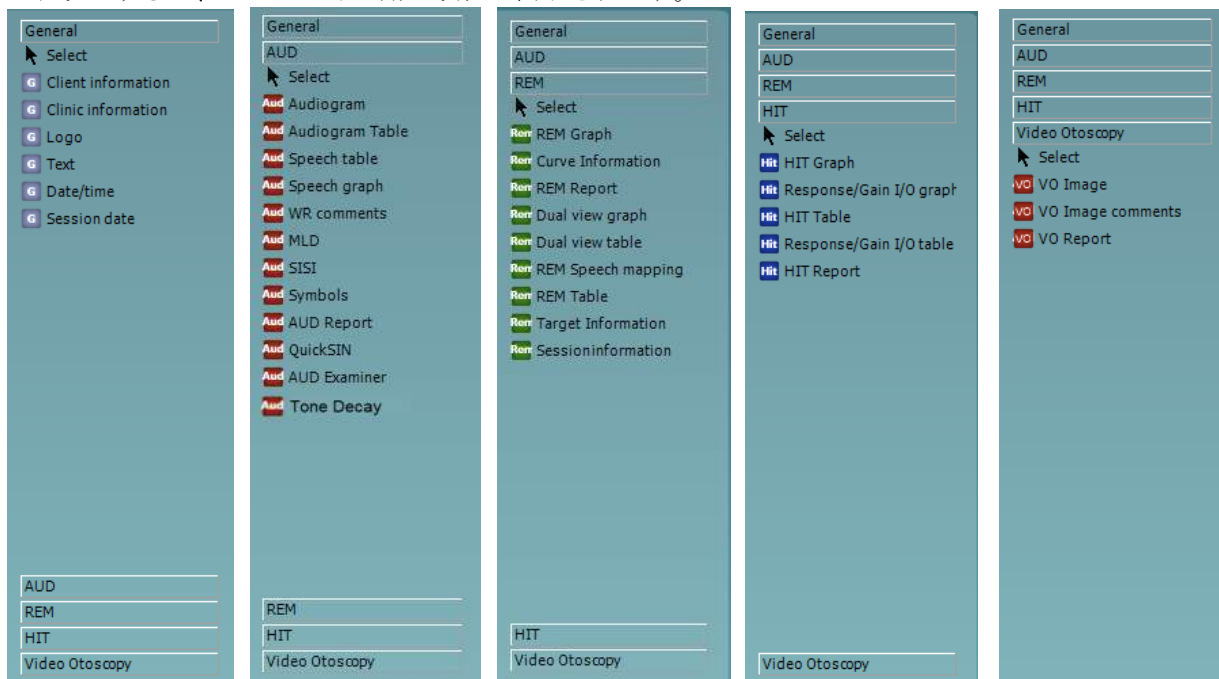 General
Select
G Client information
G Clinic information
G Logo
G Text
G Date/time
G Session date
AUD
REM
HIT
Video Otoscopy
General
AUD
Select
Aud Audiogram
Aud Audiogram Table
Aud Speech table
Aud Speech graph
Aud WR comments
Aud MLD
Aud SISI
Aud Symbols
Aud AUD Report
Aud QuickSIN
Aud AUD Examiner
Aud Tone Decay
REM
HIT
Video Otoscopy
General
AUD
REM
Select
Rem REM Graph
Rem Curve Information
Rem REM Report
Rem Dual view graph
Rem Dual view table
Rem REM Speech mapping
Rem REM Table
Rem Target Information
Rem Sessioninformation
HIT
Video Otoscopy
General
AUD
REM
HIT
Select
Hit HIT Graph
Hit Response/Gain I/O graph
Hit HIT Table
Hit Response/Gain I/O table
Hit HIT Report
Video Otoscopy
General
AUD
REM
HIT
Video Otoscopy
Select
VO VO Image
VO VO Image comments
VO VO Report